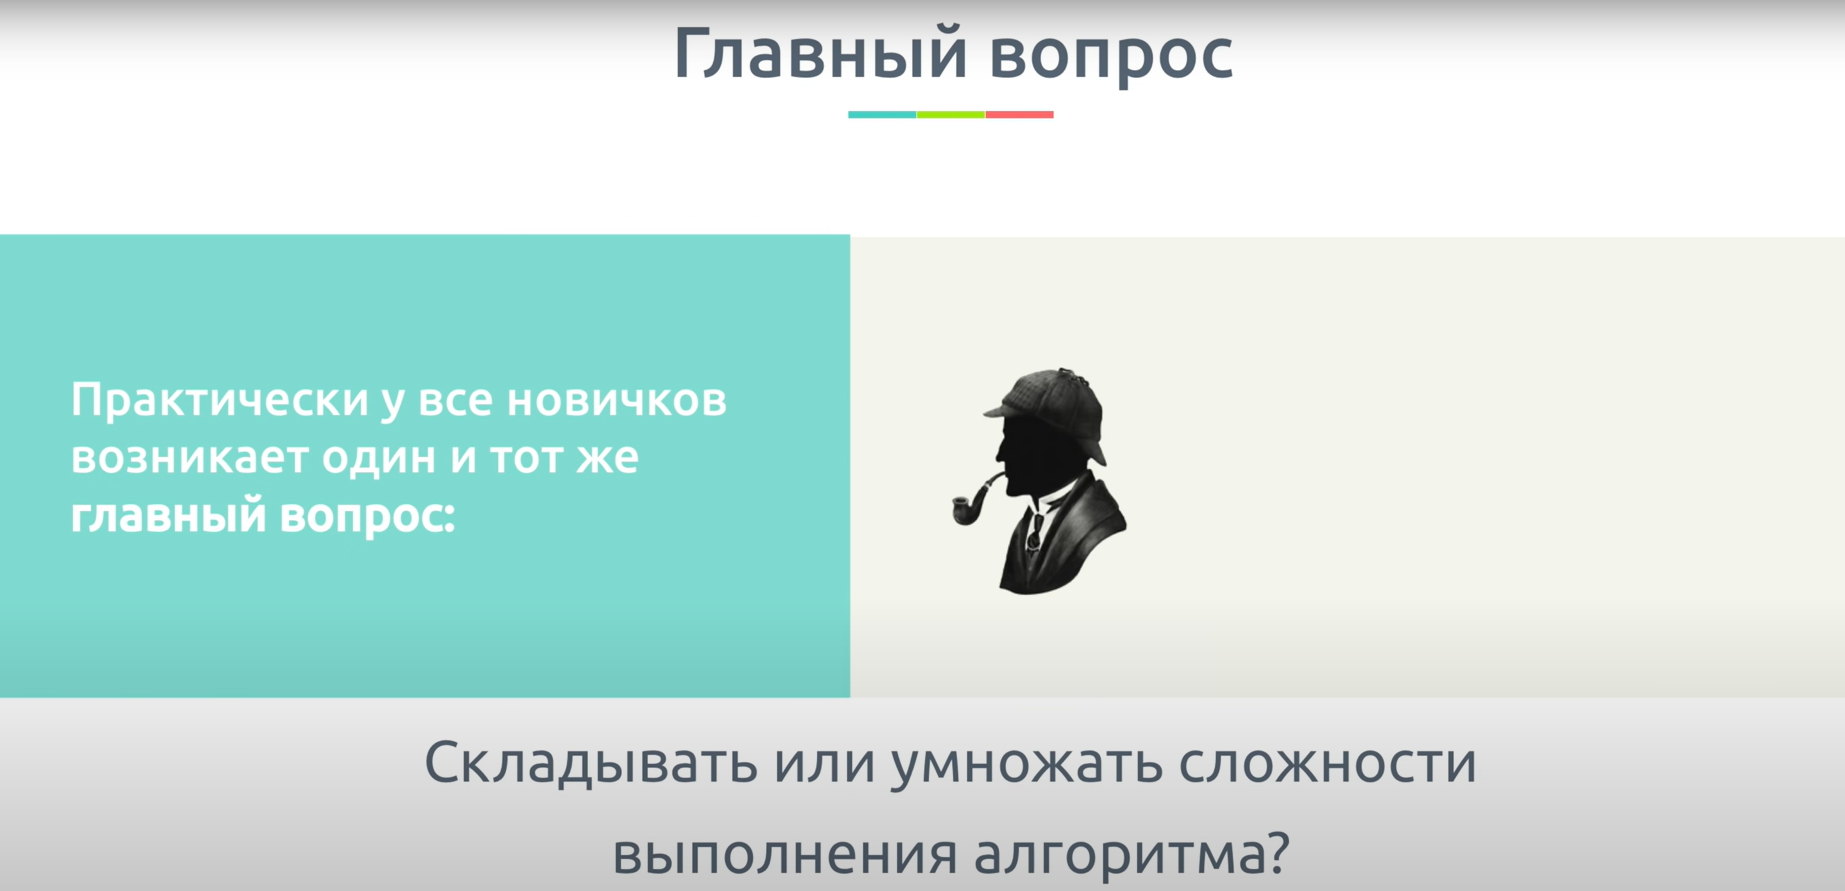 Главный вопрос
Практически у все новичков
возникает один и тот же
главный вопрос:
Складывать или умножать сложности
выполнения алгоритма?